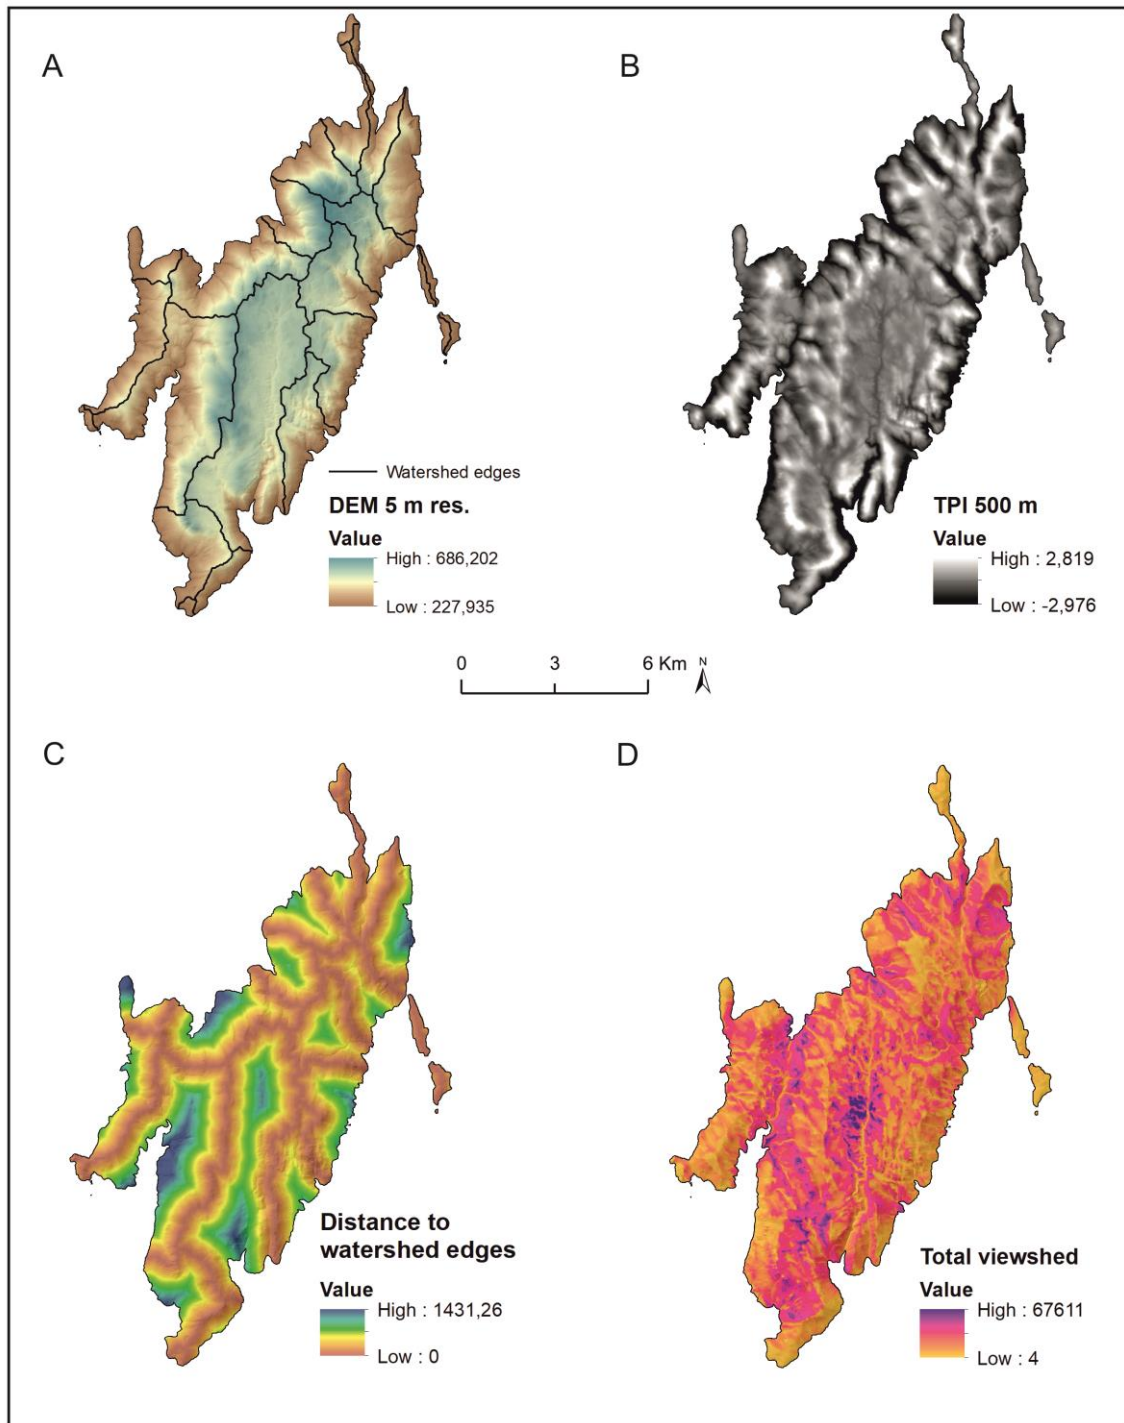 A
B
Watershed edges
DEM 5 m res.
Value
High : 686,202
Low : 227,935
TPI 500 m
Value
High : 2,819
Low : -2,976
0 3 6 Km N
C
D
Distance to
watershed edges
Value
High : 1431,26
Low : 0
Total viewshed
Value
High : 67611
Low : 4